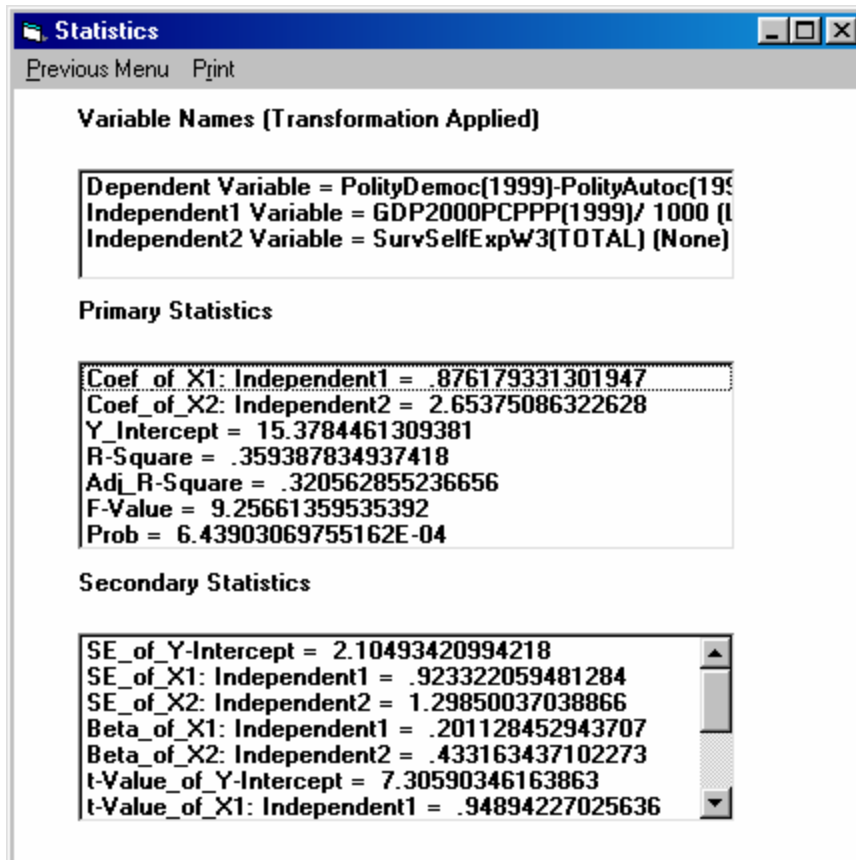 Statistics
Previous Menu Print
Variable Names (Transformation Applied)
Dependent Variable = PolityDemoc(1999)-PolityAutoc(199
Independent1 Variable = GDP2000PCPPP(1999)/ 1000 (L
Independent2 Variable = SurvSelfExpW3(TOTAL) (None)
Primary Statistics
Coef_of_X1: Independent1 = .876179331301947
Coef_of_X2: Independent2 = 2.65375086322628
Y_Intercept = 15.3784461309381
R-Square = .359387834937418
Adj_R-Square = .320562855236656
F-Value = 9.25661359535392
Prob = 6.43903069755162E-04
Secondary Statistics
SE_of_Y-Intercept = 2.10493420994218
SE_of_X1: Independent1 = .923322059481284
SE_of_X2: Independent2 = 1.29850037038866
Beta_of_X1: Independent1 = .201128452943707
Beta_of_X2: Independent2 = .433163437102273
t-Value_of_Y-Intercept = 7.30590346163863
t-Value_of_X1: Independent1 = .94894227025636